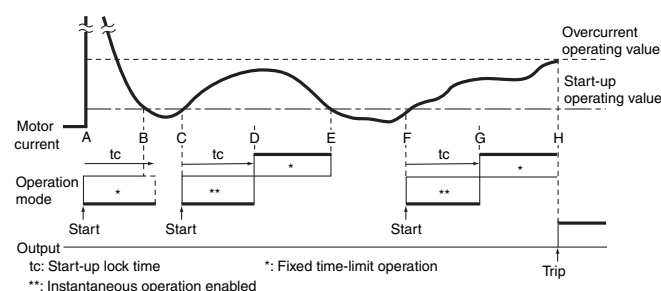 Overcurrent
operating value
Start-up
operating value
Motor
current
A B C D E F G H
tc tc tc
Operation
mode
* ** * ** *
Start Start Start
Output
Trip
tc: Start-up lock time *: Fixed time-limit operation
**: Instantaneous operation enabled